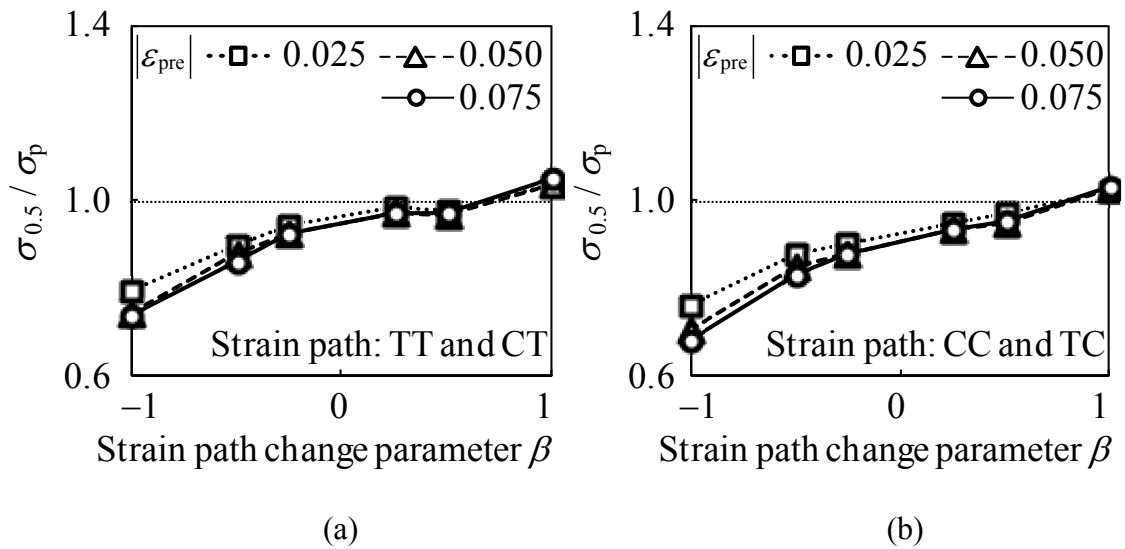 1.4
|εpre| 0.025 0.050
0.075
σ0.5 / σp
1.0
Strain path: TT and CT
0.6
−1 0 1
Strain path change parameter β
(a)
1.4
|εpre| 0.025 0.050
0.075
σ0.5 / σp
1.0
Strain path: CC and TC
0.6
−1 0 1
Strain path change parameter β
(b)